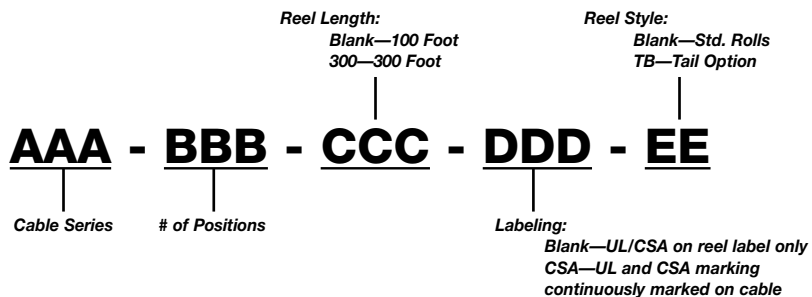 Reel Length:
Blank—100 Foot
300—300 Foot
Reel Style:
Blank—Std. Rolls
TB—Tail Option
AAA - BBB - CCC - DDD - EE
Cable Series
# of Positions
Labeling:
Blank—UL/CSA on reel label only
CSA—UL and CSA marking
continuously marked on cable